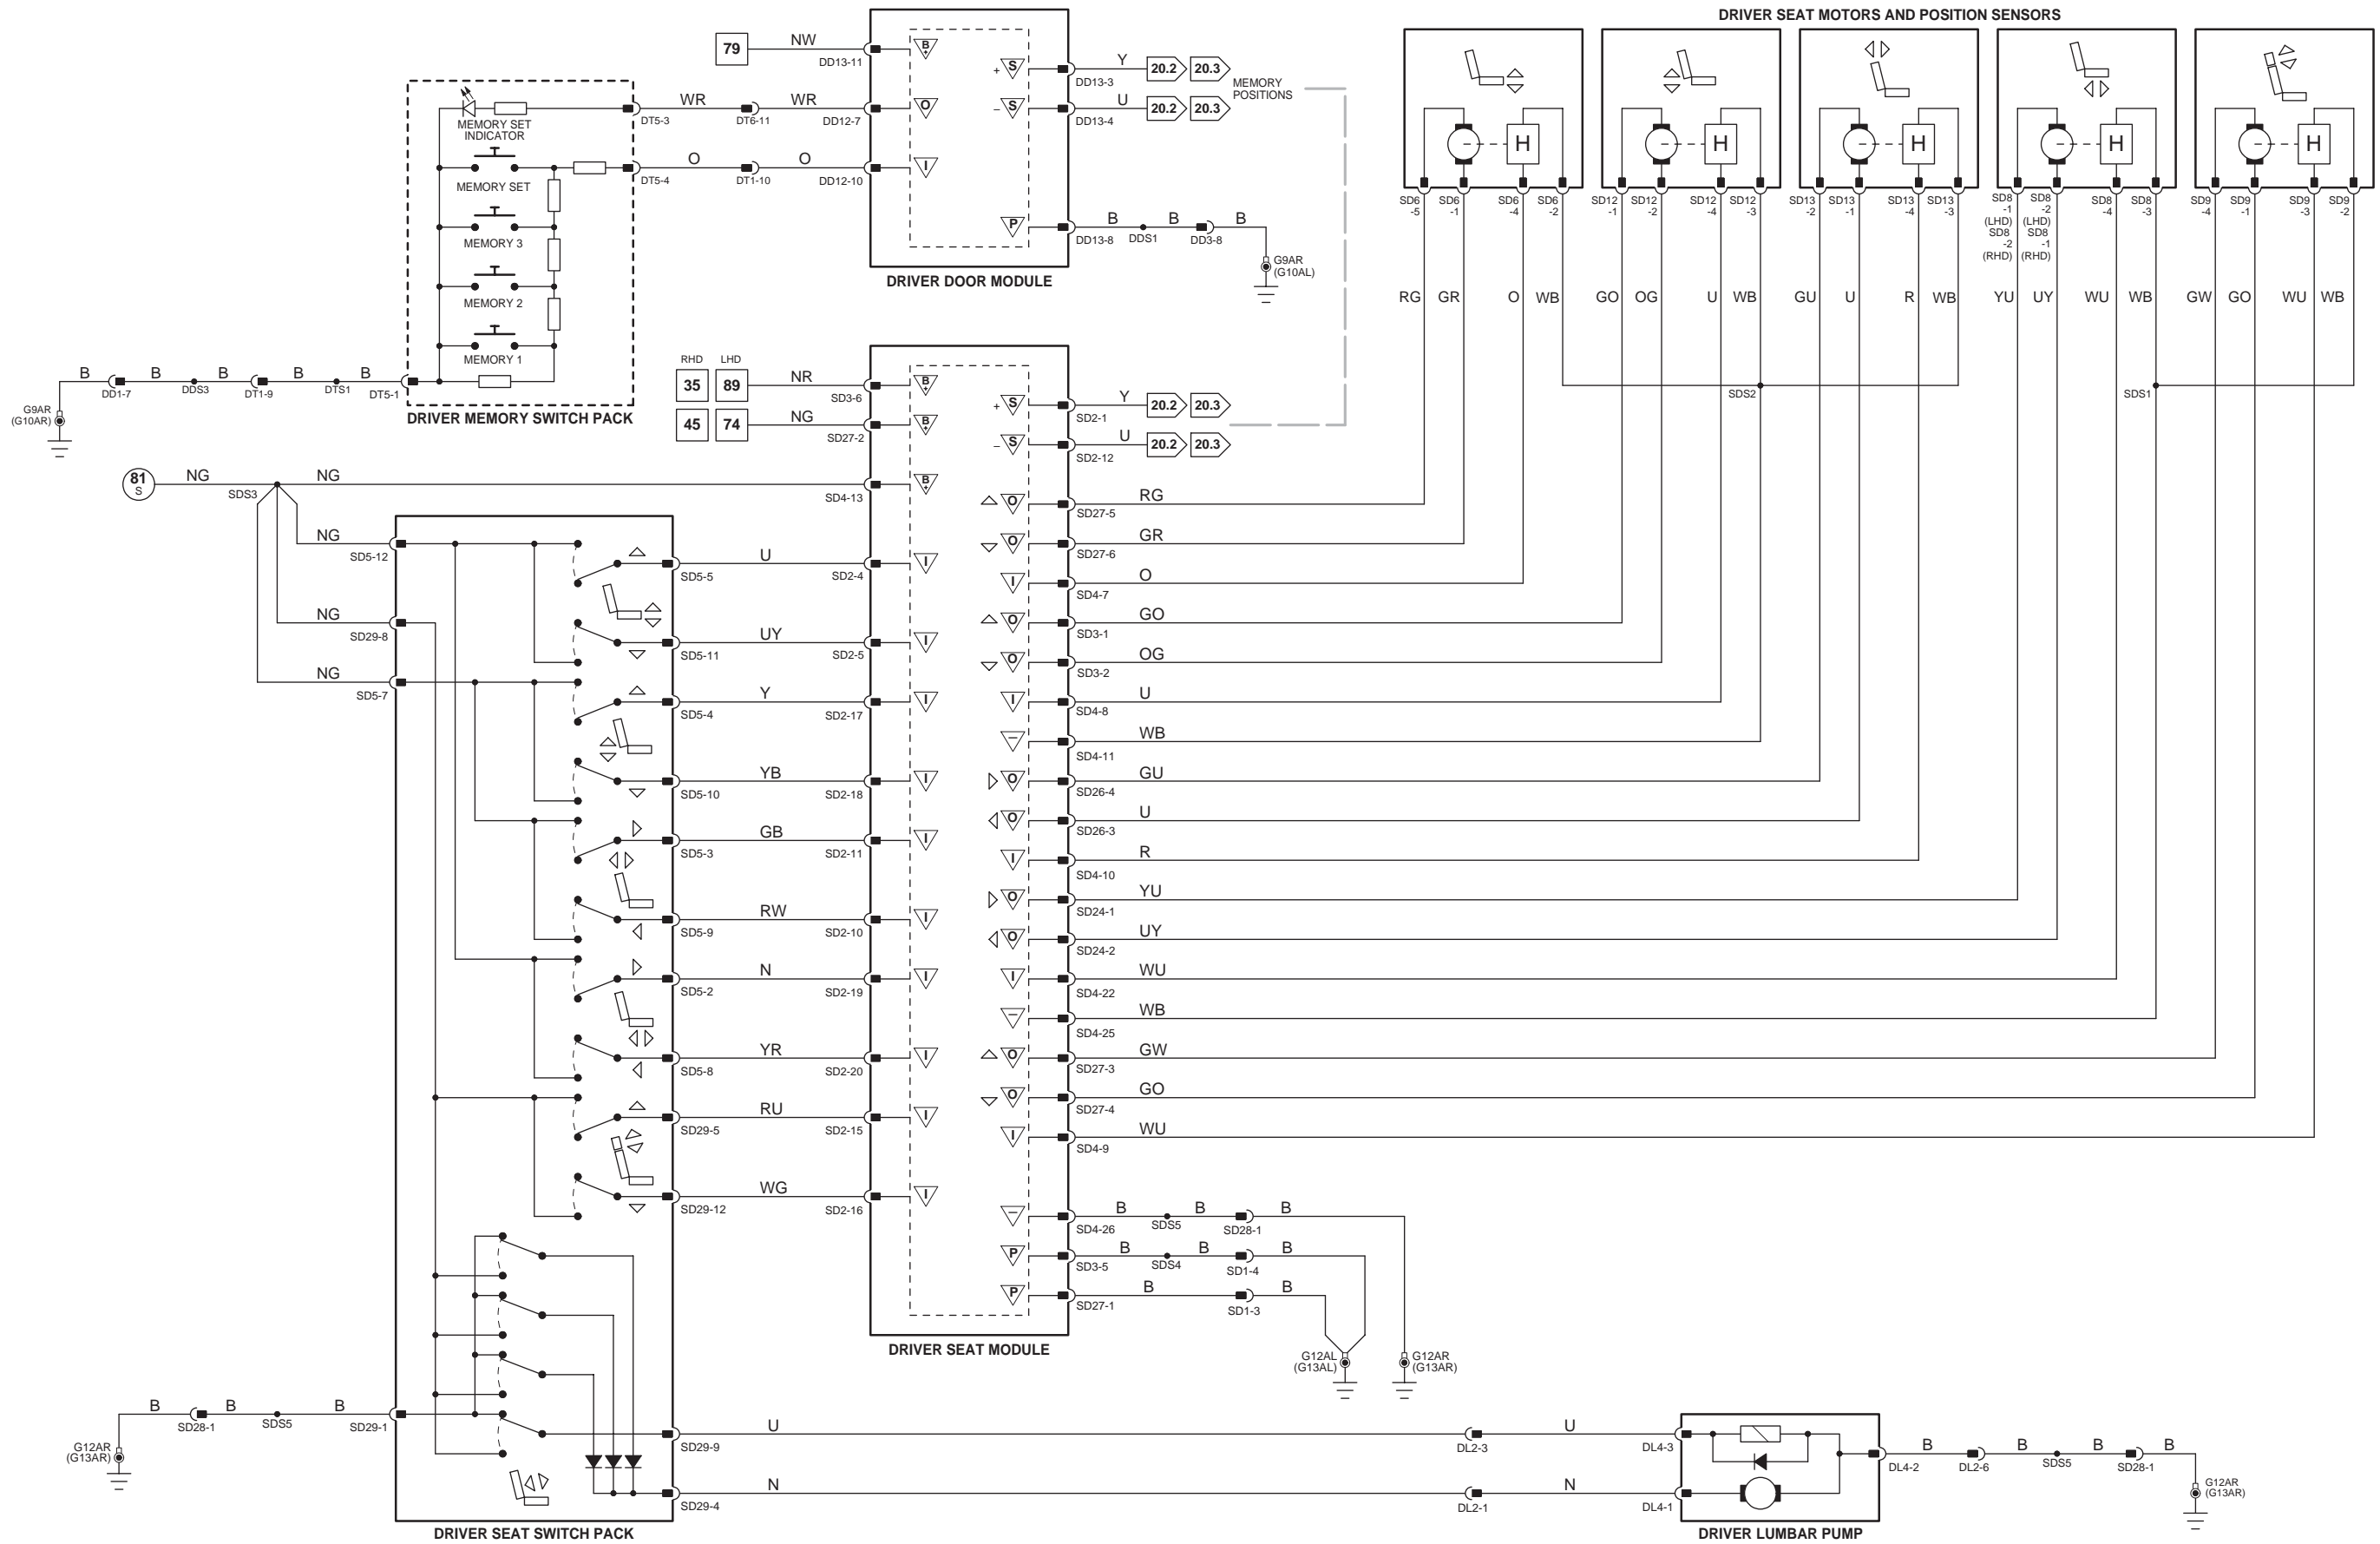 DRIVER SEAT MOTORS AND POSITION SENSORS
79
NW
DD13-11
B
+
+ S
DD13-3
Y
20.2
20.3
MEMORY
POSITIONS
– S
DD13-4
U
20.2
20.3
MEMORY SET
INDICATOR
DT5-3
WR
DT6-11
WR
DD12-7
O
MEMORY SET
DT5-4
O
DT1-10
O
DD12-10
I
MEMORY 3
MEMORY 2
MEMORY 1
P
DD13-8
B
DDS1
B
DD3-8
B
G9AR
(G10AL)
DRIVER DOOR MODULE
B
DD1-7
B
DDS3
B
DT1-9
B
DTS1
B
DT5-1
G9AR
(G10AR)
DRIVER MEMORY SWITCH PACK
H
H
H
H
H
SD6
-5
SD6
-1
SD6
-4
SD6
-2
SD12
-1
SD12
-2
SD12
-4
SD12
-3
SD13
-2
SD13
-1
SD13
-4
SD13
-3
SD8
-1
(LHD)
SD8
-2
(RHD)
SD8
-2
(LHD)
SD8
-1
(RHD)
SD8
-4
SD8
-3
SD9
-4
SD9
-1
SD9
-3
SD9
-2
RG GR O WB GO OG U WB GU U R WB YU UY WU WB GW GO WU WB
SDS2
SDS1
RHD LHD
35 89
NR
SD3-6
B
+
45 74
NG
SD27-2
B
+
81
S
NG
SDS3
NG
SD4-13
B
+
+ S
SD2-1
Y
20.2
20.3
– S
SD2-12
U
20.2
20.3
NG
SD5-12
NG
SD29-8
NG
SD5-7
SD5-5
U
SD2-4
I
SD5-11
UY
SD2-5
I
SD5-4
Y
SD2-17
I
SD5-10
YB
SD2-18
I
SD5-3
GB
SD2-11
I
SD5-9
RW
SD2-10
I
SD5-2
N
SD2-19
I
SD5-8
YR
SD2-20
I
SD29-5
RU
SD2-15
I
SD29-12
WG
SD2-16
I
O
SD27-5
RG
O
SD27-6
GR
I
SD4-7
O
O
SD3-1
GO
O
SD3-2
OG
I
SD4-8
U
–
SD4-11
WB
O
SD26-4
GU
O
SD26-3
U
I
SD4-10
R
O
SD24-1
YU
O
SD24-2
UY
I
SD4-22
WU
–
SD4-25
WB
O
SD27-3
GW
O
SD27-4
GO
I
SD4-9
WU
–
SD4-26
B
SDS5
B
SD28-1
B
P
SD3-5
B
SDS4
B
SD1-4
B
P
SD27-1
B
SD1-3
B
DRIVER SEAT MODULE
G12AL
(G13AL)
G12AR
(G13AR)
B
SD28-1
B
SDS5
B
SD29-1
G12AR
(G13AR)
SD29-9
U
DL2-3
U
DL4-3
SD29-4
N
DL2-1
N
DL4-1
DL4-2
B
DL2-6
B
SDS5
B
SD28-1
B
G12AR
(G13AR)
DRIVER SEAT SWITCH PACK
DRIVER LUMBAR PUMP